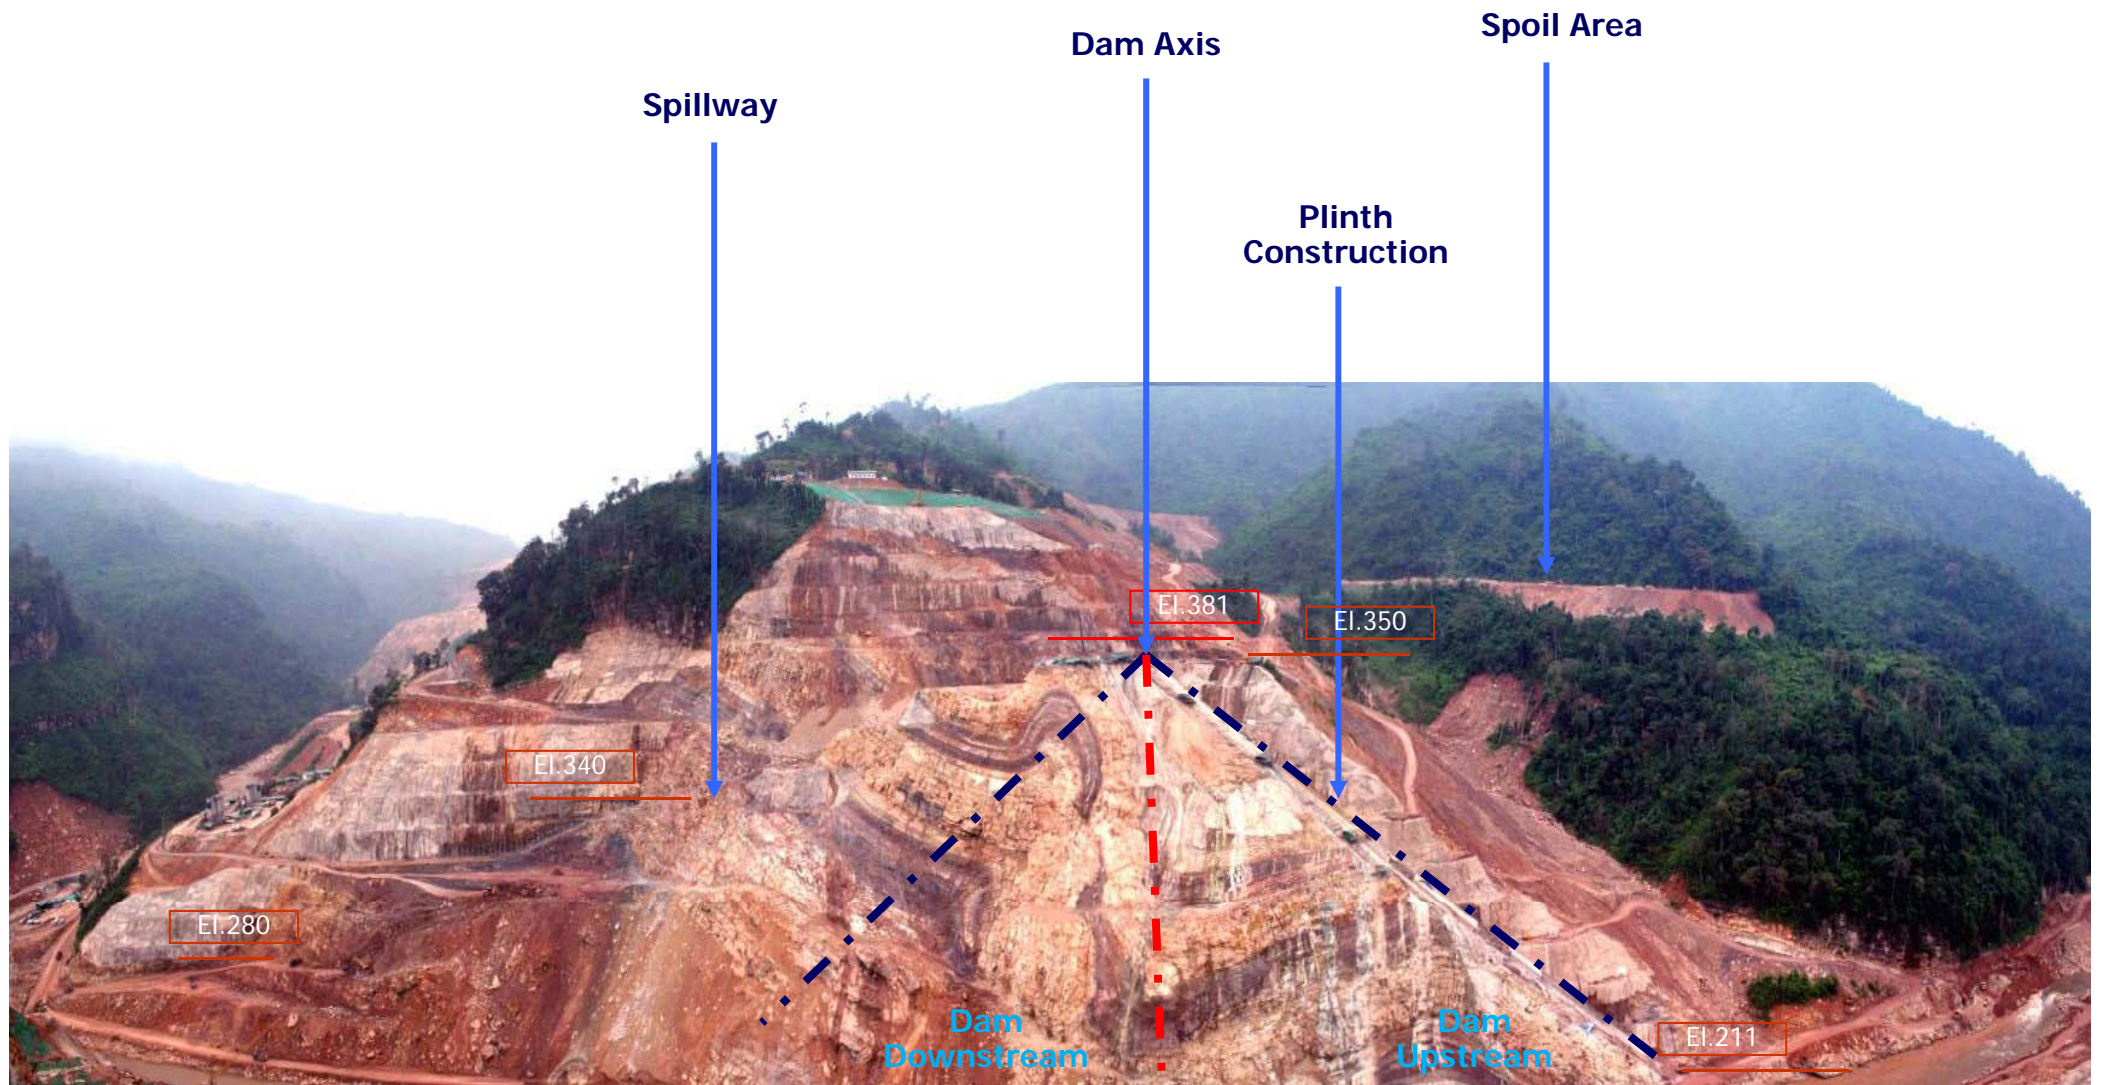 Spoil Area
Dam Axis
Spillway
Plinth
Construction
El.381
El.350
El.340
El.280
Dam
Downstream
Dam
Upstream
El.211